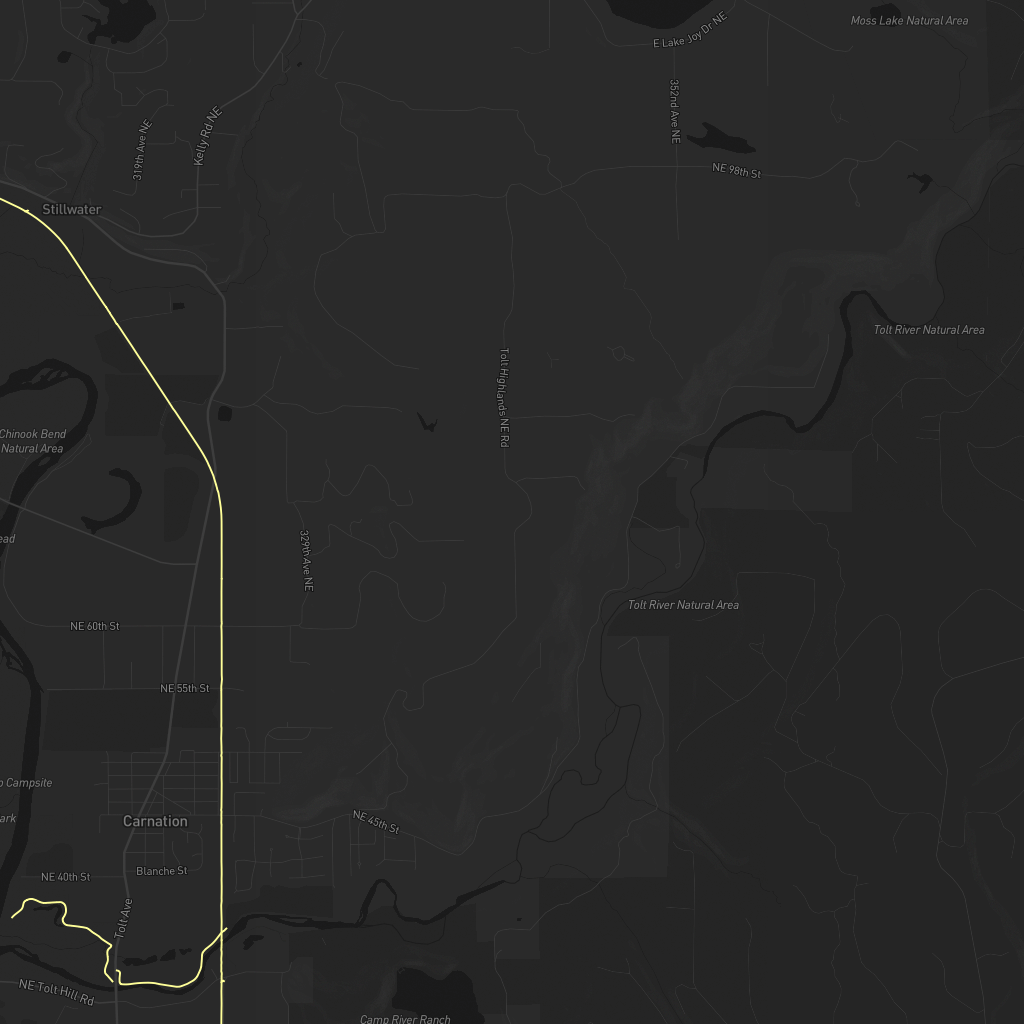 Moss Lake Natural Area
E Lake Joy Dr NE
352nd Ave NE
319th Ave NE
Kelly Rd NE
NE 98th St
Stillwater
Tolt River Natural Area
Tolt Highlands NE Rd
Chinook Bend
Natural Area
ead
329th Ave NE
Tolt River Natural Area
NE 60th St
NE 55th St
Campsite
ark
Carnation
NE 45th St
Blanche St
NE 40th St
Tolt Ave
NE Tolt Hill Rd
Camp River Ranch